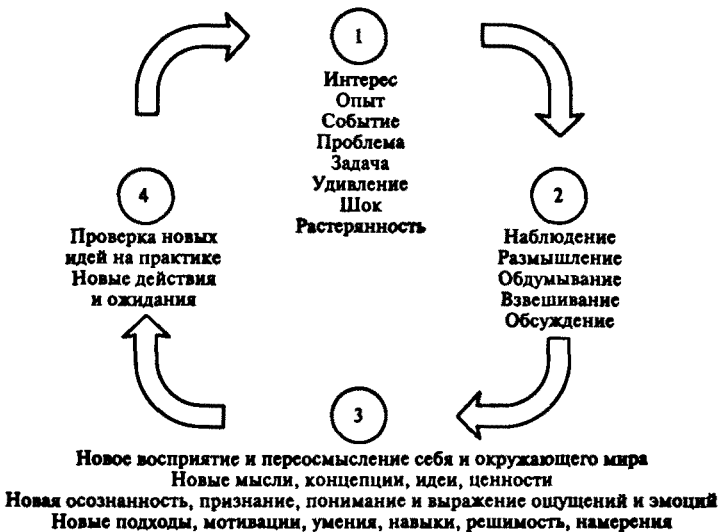 1
Интерес
Опыт
Событие
Проблема
Задача
Удивление
Шок
Растерянность
2
Наблюдение
Размышление
Обдумывание
Взвешивание
Обсуждение
3
Новое восприятие и переосмысление себя и окружающего мира
Новые мысли, концепции, идеи, ценности
Новая осознанность, признание, понимание и выражение ощущений и эмоций
Новые подходы, мотивации, умения, навыки, решимость, намерения
4
Проверка новых
идей на практике
Новые действия
и ожидания